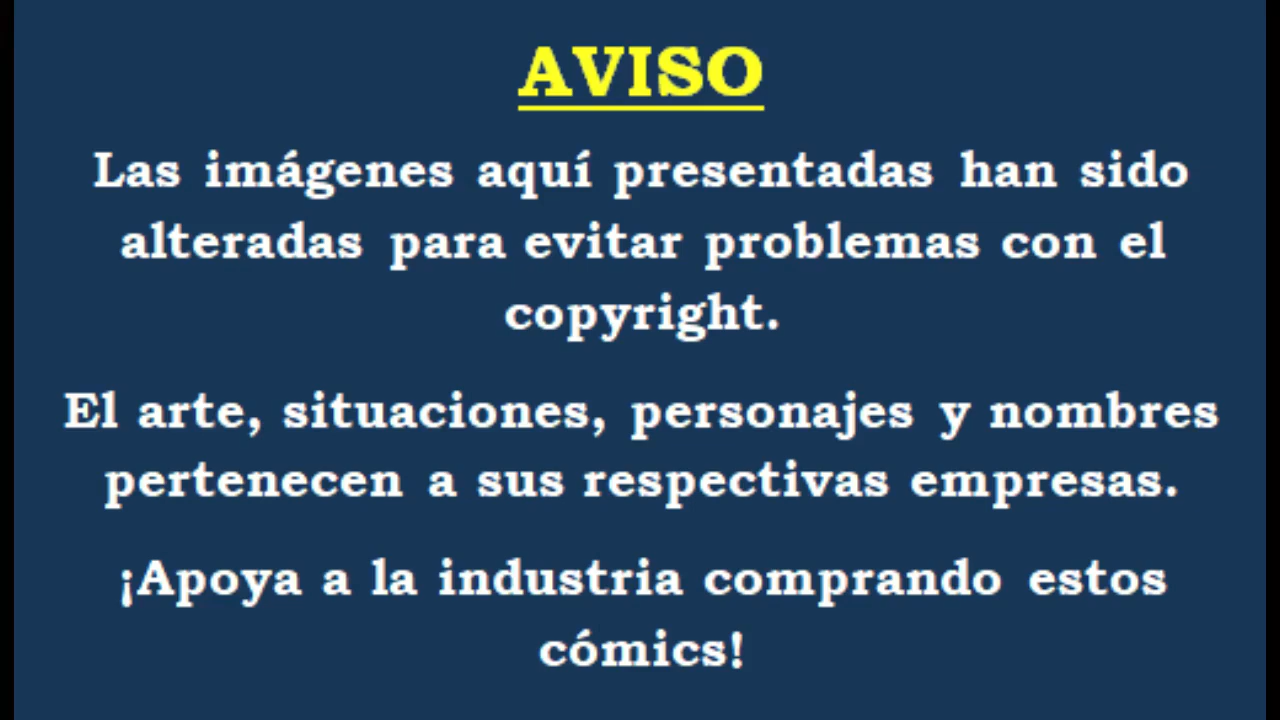 AVISO
Las imágenes aquí presentadas han sido
alteradas para evitar problemas con el
copyright.
El arte, situaciones, personajes y nombres
pertenecen a sus respectivas empresas.
¡Apoya a la industria comprando estos
cómics!